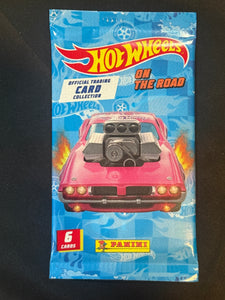 HOT WHEELS
OFFICIAL TRADING
CARD
COLLECTION
ON
THE ROAD
6
CARDS
PANINI